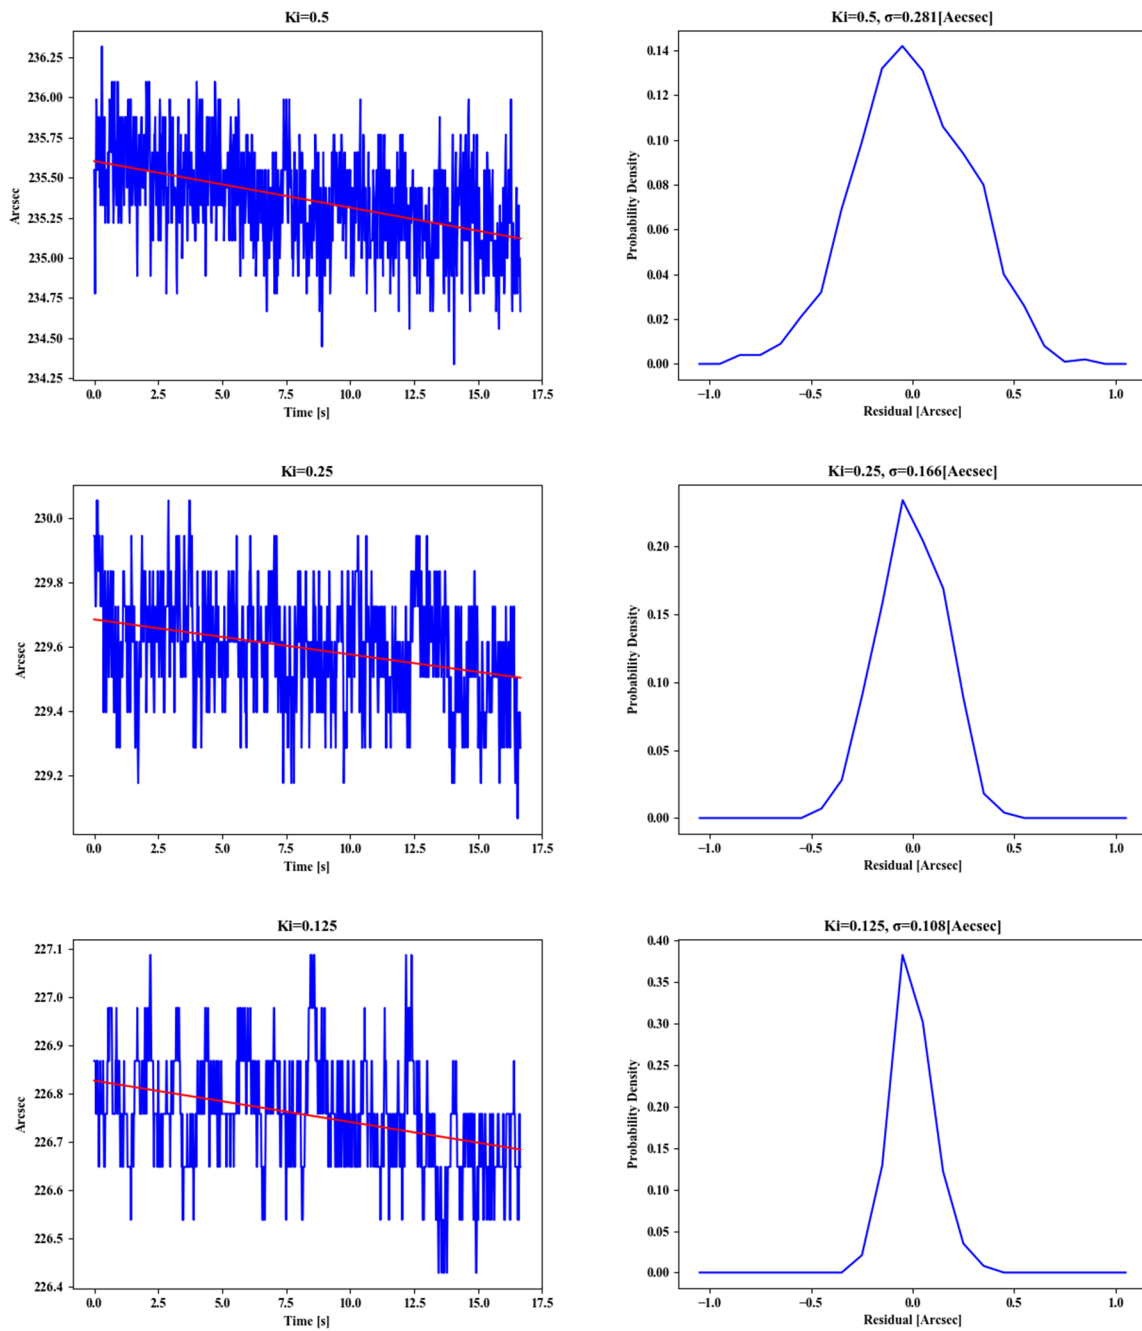 Ki=0.5
Arcsec
236.25
236.00
235.75
235.50
235.25
235.00
234.75
234.50
234.25
0.0 2.5 5.0 7.5 10.0 12.5 15.0 17.5
Time [s]
Ki=0.5, σ=0.281[Aecsec]
Probability Density
0.14
0.12
0.10
0.08
0.06
0.04
0.02
0.00
−1.0 −0.5 0.0 0.5 1.0
Residual [Arcsec]
Ki=0.25
Arcsec
230.0
229.8
229.6
229.4
229.2
0.0 2.5 5.0 7.5 10.0 12.5 15.0 17.5
Time [s]
Ki=0.25, σ=0.166[Aecsec]
Probability Density
0.20
0.15
0.10
0.05
0.00
−1.0 −0.5 0.0 0.5 1.0
Residual [Arcsec]
Ki=0.125
Arcsec
227.1
227.0
226.9
226.8
226.7
226.6
226.5
226.4
0.0 2.5 5.0 7.5 10.0 12.5 15.0 17.5
Time [s]
Ki=0.125, σ=0.108[Aecsec]
Probability Density
0.40
0.35
0.30
0.25
0.20
0.15
0.10
0.05
0.00
−1.0 −0.5 0.0 0.5 1.0
Residual [Arcsec]